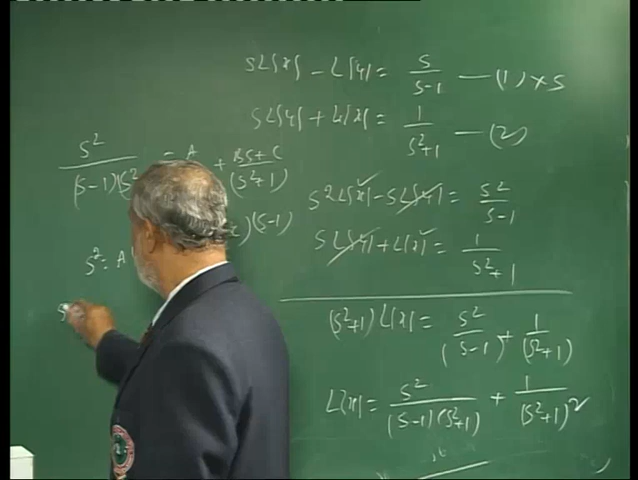 sL{x} - L{y} = s/(s-1) — (1) × s
sL{y} + L{x} = 1/(s²+1) — (2)
s²L{x} - sL{y} = s²/(s-1)
sL{y} + L{x} = 1/(s²+1)
(s²+1) L{x} = s²/(s-1) + 1/(s²+1)
L{x} = s²/((s-1)(s²+1)) + 1/(s²+1)²
s²/((s-1)(s² = A + (Bs+C)/(s²+1)
s² = A )(s-1)